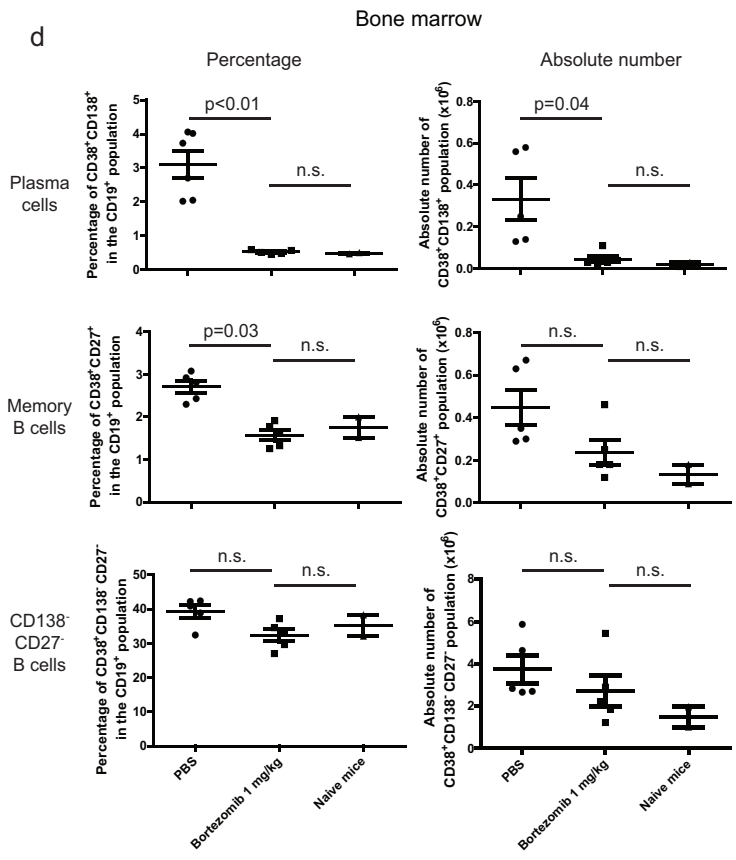 d
Bone marrow
Percentage
Absolute number
Plasma
cells
Percentage of CD38⁺CD138⁺
in the CD19⁺ population
5
4
3
2
1
0
p<0.01
n.s.
Absolute number of
CD38⁺CD138⁺ population (x10⁶)
0.8
0.6
0.4
0.2
0.0
p=0.04
n.s.
Memory
B cells
Percentage of CD38⁺CD27⁺
in the CD19⁺ population
4
3
2
1
0
p=0.03
n.s.
Absolute number of
CD38⁺CD27⁺ population (x10⁶)
0.8
0.6
0.4
0.2
0.0
n.s.
n.s.
CD138⁻
CD27⁻
B cells
Percentage of CD38⁺CD138⁻ CD27⁻
in the CD19⁺ population
50
40
30
20
10
0
n.s.
n.s.
PBS
Bortezomib 1 mg/kg
Naive mice
Absolute number of
CD38⁺CD138⁻ CD27⁻ population (x10⁶)
8
6
4
2
0
n.s.
n.s.
PBS
Bortezomib 1 mg/kg
Naive mice